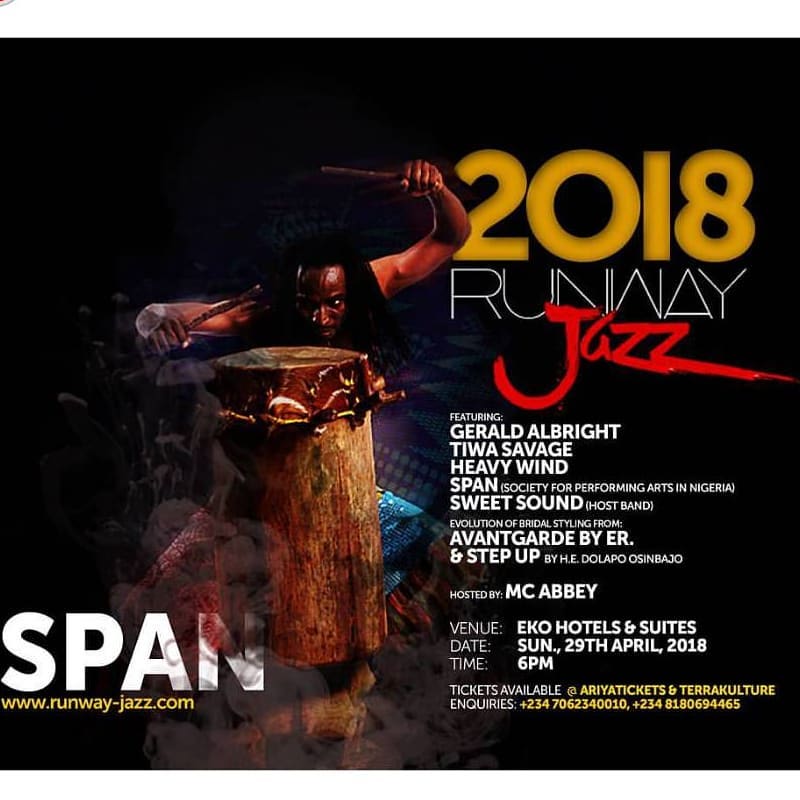 2018
RUNWAY
Jazz
FEATURING:
GERALD ALBRIGHT
TIWA SAVAGE
HEAVY WIND
SPAN (SOCIETY FOR PERFORMING ARTS IN NIGERIA)
SWEET SOUND (HOST BAND)
EVOLUTION OF BRIDAL STYLING FROM:
AVANTGARDE BY ER.
& STEP UP BY H.E. DOLAPO OSINBAJO
HOSTED BY: MC ABBEY
VENUE: EKO HOTELS & SUITES
DATE: SUN., 29TH APRIL, 2018
TIME: 6PM
TICKETS AVAILABLE @ ARIYATICKETS & TERRAKULTURE
ENQUIRIES: +234 7062340010, +234 8180694465
SPAN
www.runway-jazz.com